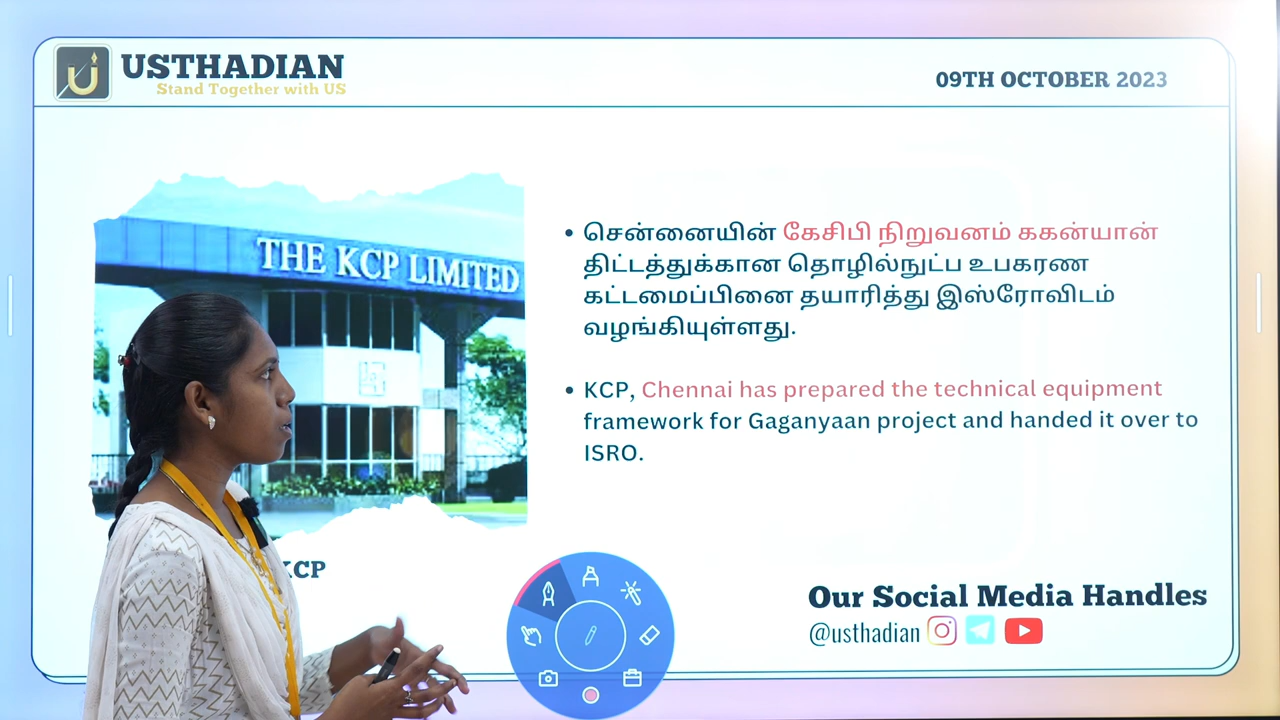 USTHADIAN
Stand Together with US
09TH OCTOBER 2023
THE KCP LIMITED
• சென்னையின் கேசிபி நிறுவனம் ககன்யான்
திட்டத்துக்கான தொழில்நுட்ப உபகரண
கட்டமைப்பினை தயாரித்து இஸ்ரோவிடம்
வழங்கியுள்ளது.
• KCP, Chennai has prepared the technical equipment
framework for Gaganyaan project and handed it over to
ISRO.
KCP
Our Social Media Handles
@usthadian